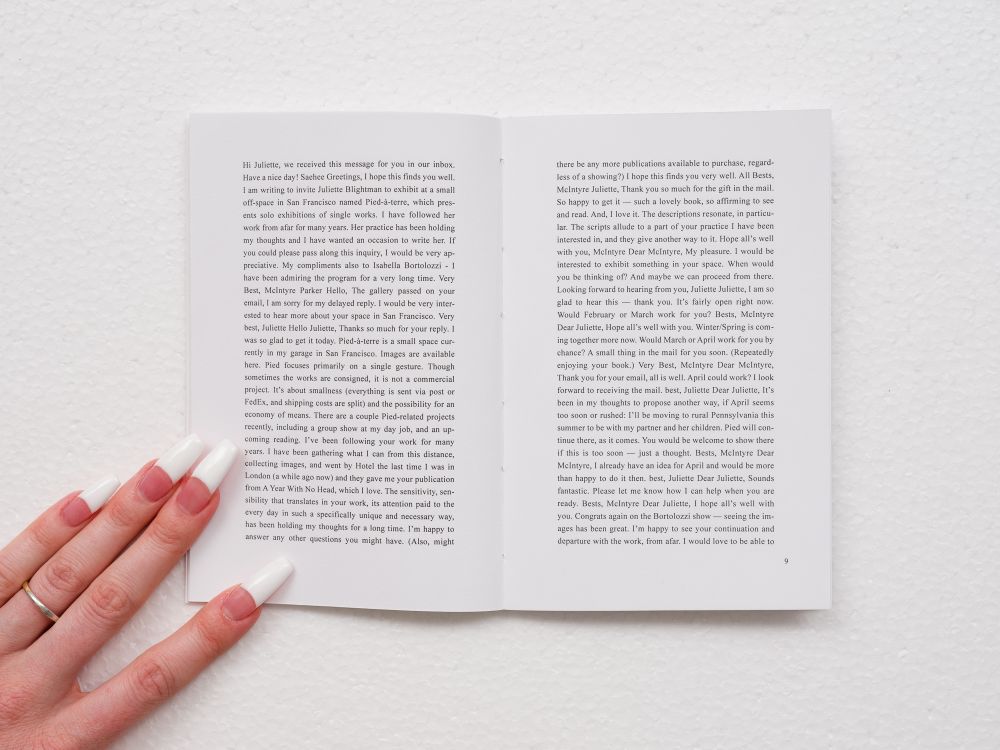 Hi Juliette, we received this message for you in our inbox.
Have a nice day! Sachee Greetings, I hope this finds you well.
I am writing to invite Juliette Blightman to exhibit at a small
off-space in San Francisco named Pied-à-terre, which pres-
ents solo exhibitions of single works. I have followed her
work from afar for many years. Her practice has been holding
my thoughts and I have wanted an occasion to write her. If
you could please pass along this inquiry, I would be very ap-
preciative. My compliments also to Isabella Bortolozzi - I
have been admiring the program for a very long time. Very
Best, McIntyre Parker Hello, The gallery passed on your
email, I am sorry for my delayed reply. I would be very inter-
ested to hear more about your space in San Francisco. Very
best, Juliette Hello Juliette, Thanks so much for your reply. I
was so glad to get it today. Pied-à-terre is a small space cur-
rently in my garage in San Francisco. Images are available
here. Pied focuses primarily on a single gesture. Though
sometimes the works are consigned, it is not a commercial
project. It's about smallness (everything is sent via post or
FedEx, and shipping costs are split) and the possibility for an
economy of means. There are a couple Pied-related projects
recently, including a group show at my day job, and an up-
coming reading. I've been following your work for many
years. I have been gathering what I can from this distance,
collecting images, and went by Hotel the last time I was in
London (a while ago now) and they gave me your publication
from A Year With No Head, which I love. The sensitivity, sen-
sibility that translates in your work, its attention paid to the
every day in such a specifically unique and necessary way,
has been holding my thoughts for a long time. I'm happy to
answer any other questions you might have. (Also, might
there be any more publications available to purchase, regard-
less of a showing?) I hope this finds you very well. All Bests,
McIntyre Juliette, Thank you so much for the gift in the mail.
So happy to get it — such a lovely book, so affirming to see
and read. And, I love it. The descriptions resonate, in particu-
lar. The scripts allude to a part of your practice I have been
interested in, and they give another way to it. Hope all's well
with you, McIntyre Dear McIntyre, My pleasure. I would be
interested to exhibit something in your space. When would
you be thinking of? And maybe we can proceed from there.
Looking forward to hearing from you, Juliette Juliette, I am so
glad to hear this — thank you. It's fairly open right now.
Would February or March work for you? Bests, McIntyre
Dear Juliette, Hope all's well with you. Winter/Spring is com-
ing together more now. Would March or April work for you by
chance? A small thing in the mail for you soon. (Repeatedly
enjoying your book.) Very Best, McIntyre Dear McIntyre,
Thank you for your email, all is well. April could work? I look
forward to receiving the mail. best, Juliette Dear Juliette, It's
been in my thoughts to propose another way, if April seems
too soon or rushed: I'll be moving to rural Pennsylvania this
summer to be with my partner and her children. Pied will con-
tinue there, as it comes. You would be welcome to show there
if this is too soon — just a thought. Bests, McIntyre Dear
McIntyre, I already have an idea for April and would be more
than happy to do it then. best, Juliette Dear Juliette, Sounds
fantastic. Please let me know how I can help when you are
ready. Bests, McIntyre Dear Juliette, I hope all's well with
you. Congrats again on the Bortolozzi show — seeing the im-
ages has been great. I'm happy to see your continuation and
departure with the work, from afar. I would love to be able to
9